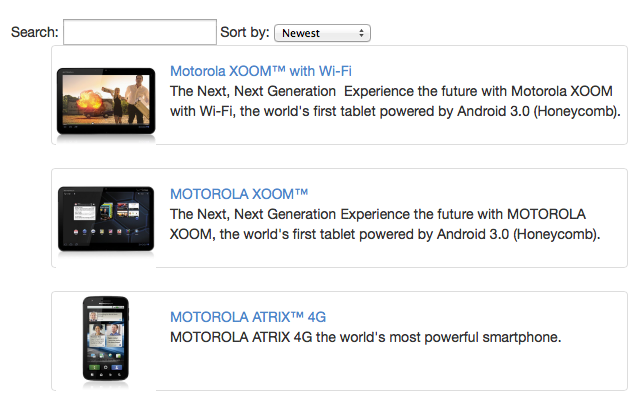 Search: Sort by: Newest
Motorola XOOM™ with Wi-Fi
The Next, Next Generation  Experience the future with Motorola XOOM
with Wi-Fi, the world's first tablet powered by Android 3.0 (Honeycomb).
MOTOROLA XOOM™
The Next, Next Generation Experience the future with MOTOROLA
XOOM, the world's first tablet powered by Android 3.0 (Honeycomb).
MOTOROLA ATRIX™ 4G
MOTOROLA ATRIX 4G the world's most powerful smartphone.